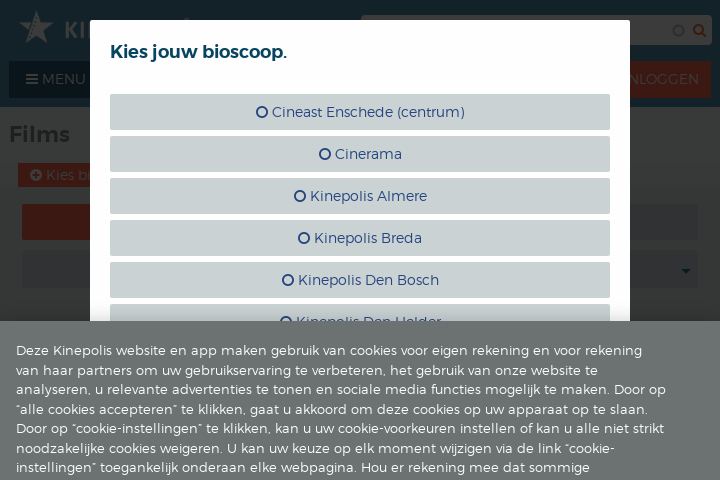 Kies jouw bioscoop.
MENU
NLOGGEN
Films
Kies bi
Cineast Enschede (centrum)
Cinerama
Kinepolis Almere
Kinepolis Breda
Kinepolis Den Bosch
Kinepolis Den Helder
Deze Kinepolis website en app maken gebruik van cookies voor eigen rekening en voor rekening
van haar partners om uw gebruikservaring te verbeteren, het gebruik van onze website te
analyseren, u relevante advertenties te tonen en sociale media functies mogelijk te maken. Door op
“alle cookies accepteren” te klikken, gaat u akkoord om deze cookies op uw apparaat op te slaan.
Door op “cookie-instellingen” te klikken, kan u uw cookie-voorkeuren instellen of kan u alle niet strikt
noodzakelijke cookies weigeren. U kan uw keuze op elk moment wijzigen via de link “cookie-
instellingen” toegankelijk onderaan elke webpagina. Hou er rekening mee dat sommige